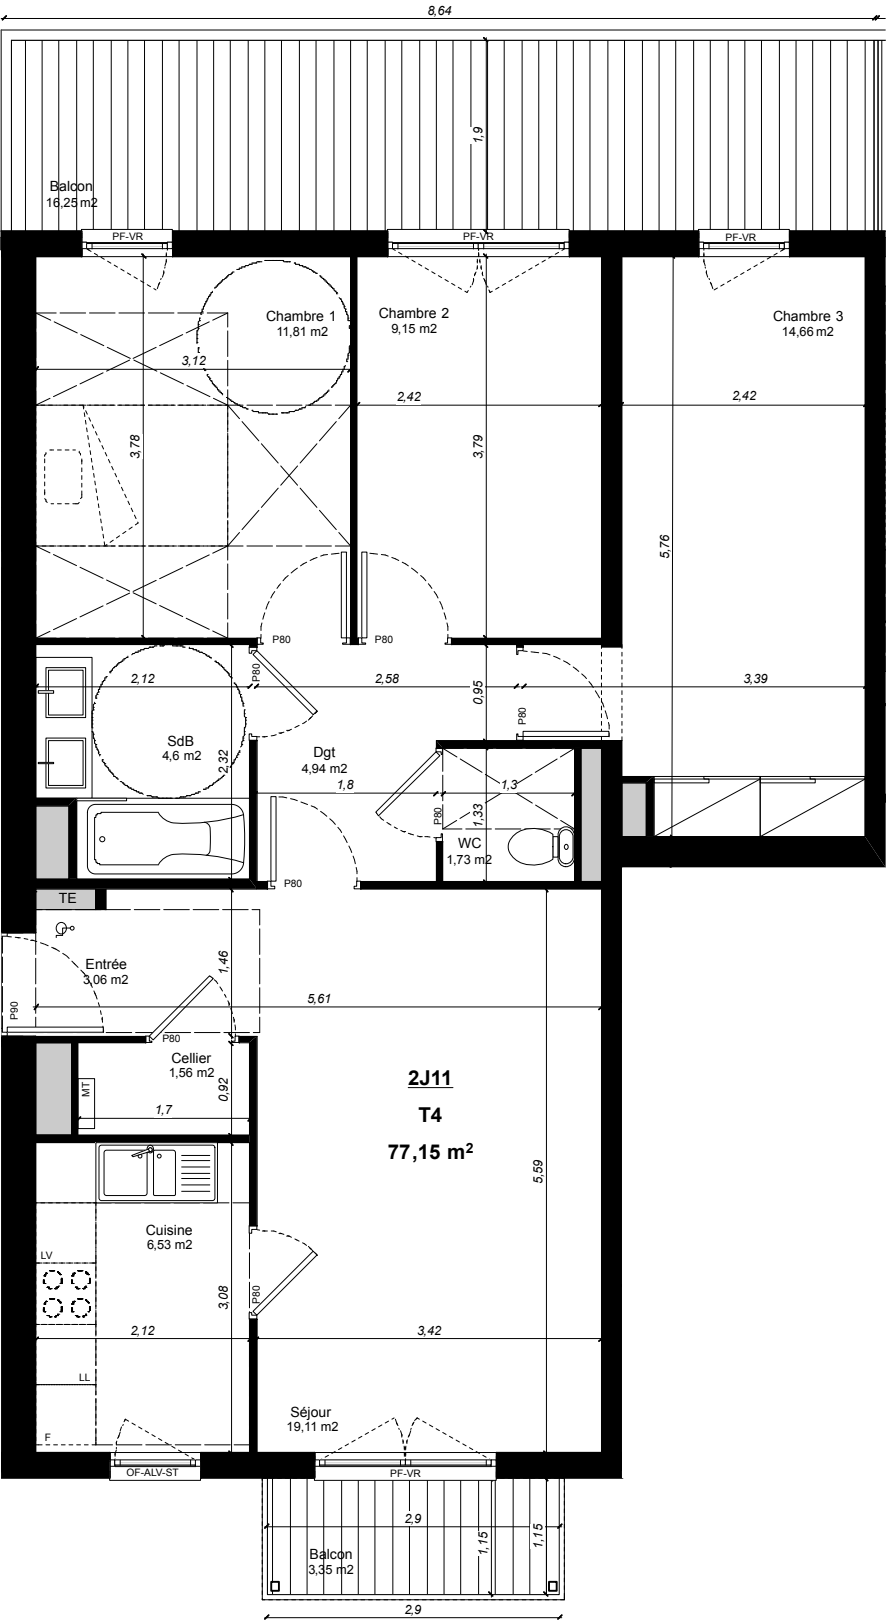 8,64
1,9
Balcon
16,25 m2
PF-VR
PF-VR
PF-VR
Chambre 1
11,81 m2
Chambre 2
9,15 m2
Chambre 3
14,66 m2
3,12
2,42
2,42
3,78
3,79
5,76
P80
P80
2,12
P80
2,58
0,95
3,39
P80
SdB
4,6 m2
2,32
Dgt
4,94 m2
1,8
1,3
P80
1,33
WC
1,73 m2
P80
TE
Entrée
3,06 m2
1,46
5,61
P90
P80
Cellier
1,56 m2
MT
0,92
1,7
2J11
T4
77,15 m²
5,59
Cuisine
6,53 m2
LV
P80
3,08
2,12
3,42
LL
F
Séjour
19,11 m2
OF-ALV-ST
PF-VR
2,9
1,15
1,15
Balcon
3,35 m2
2,9